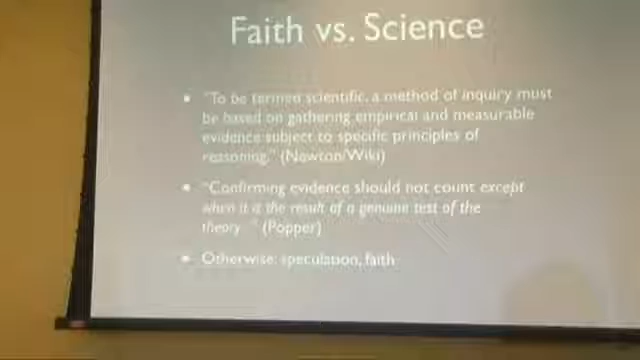 Faith vs. Science
• "To be termed scientific, a method of inquiry must
be based on gathering empirical and measurable
evidence subject to specific principles of
reasoning." (Newton/Wiki)
• "Confirming evidence should not count except
when it is the result of a genuine test of the
theory..." (Popper)
• Otherwise: speculation, faith